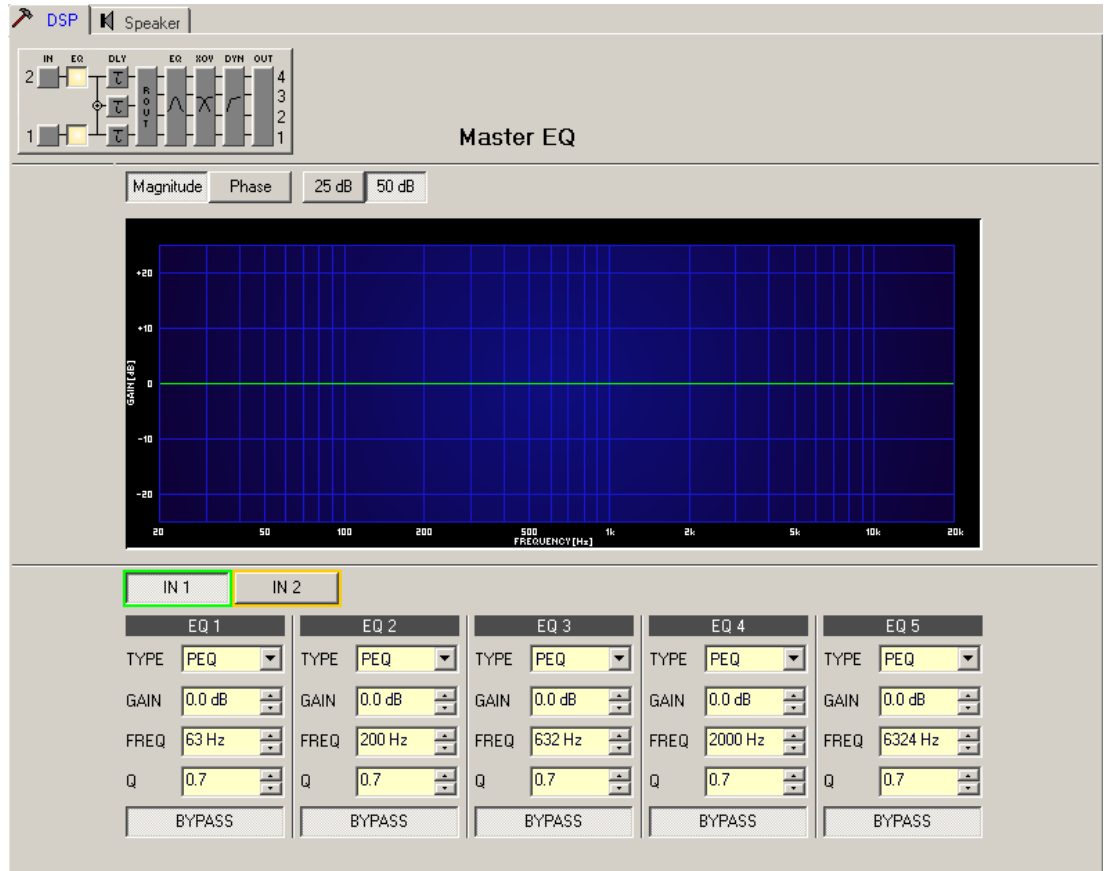 DSP Speaker
IN EQ DLY EQ XOV DYN OUT
2 τ 4
τ ROUT 3
2
1 τ 1
Master EQ
Magnitude Phase 25 dB 50 dB
+20
+10
GAIN[dB]
0
-10
-20
20 50 100 200 500 1k 2k 5k 10k 20k
FREQUENCY[Hz]
IN 1 IN 2
EQ 1 EQ 2 EQ 3 EQ 4 EQ 5
TYPE PEQ TYPE PEQ TYPE PEQ TYPE PEQ TYPE PEQ
GAIN 0.0 dB GAIN 0.0 dB GAIN 0.0 dB GAIN 0.0 dB GAIN 0.0 dB
FREQ 63 Hz FREQ 200 Hz FREQ 632 Hz FREQ 2000 Hz FREQ 6324 Hz
Q 0.7 Q 0.7 Q 0.7 Q 0.7 Q 0.7
BYPASS BYPASS BYPASS BYPASS BYPASS